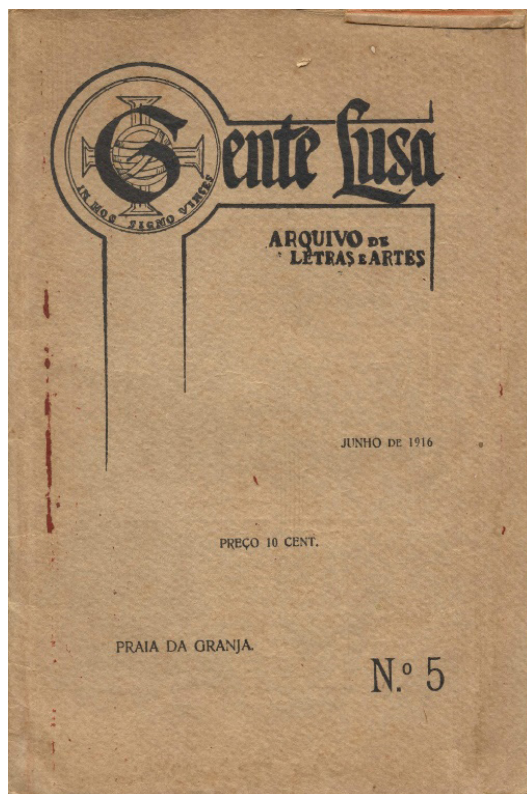 Gente Lusa
IN HOC SIGNO VINCES
ARQUIVO DE
LETRAS E ARTES
JUNHO DE 1916
PREÇO 10 CENT.
PRAIA DA GRANJA.
N.º 5